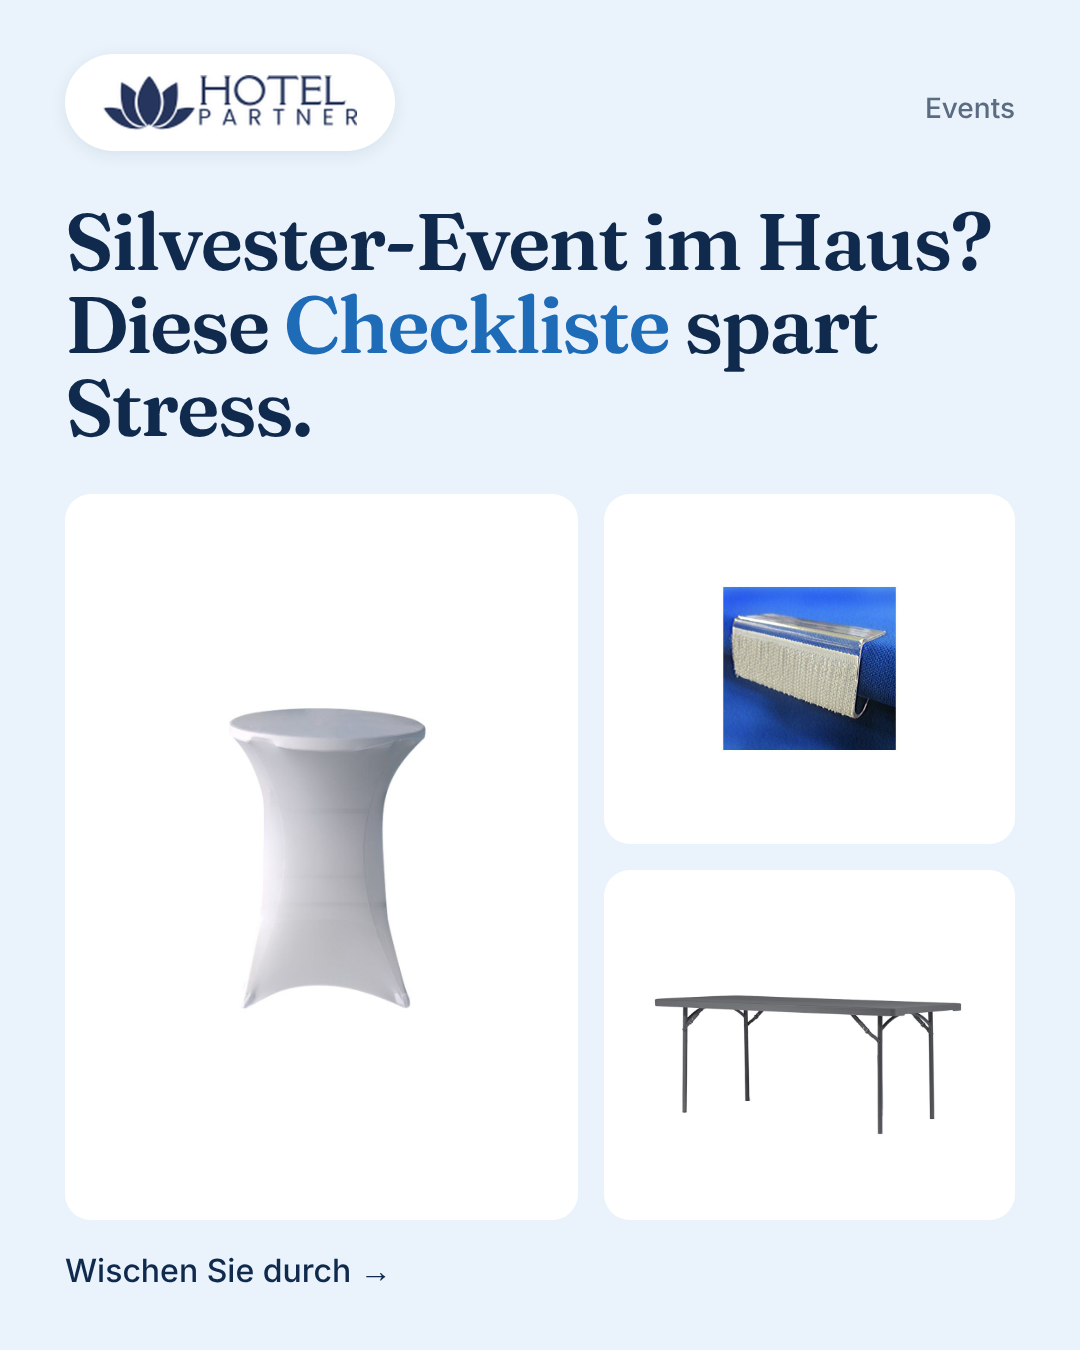 HOTEL
PARTNER
Events
Silvester-Event im Haus?
Diese Checkliste spart
Stress.
Wischen Sie durch →